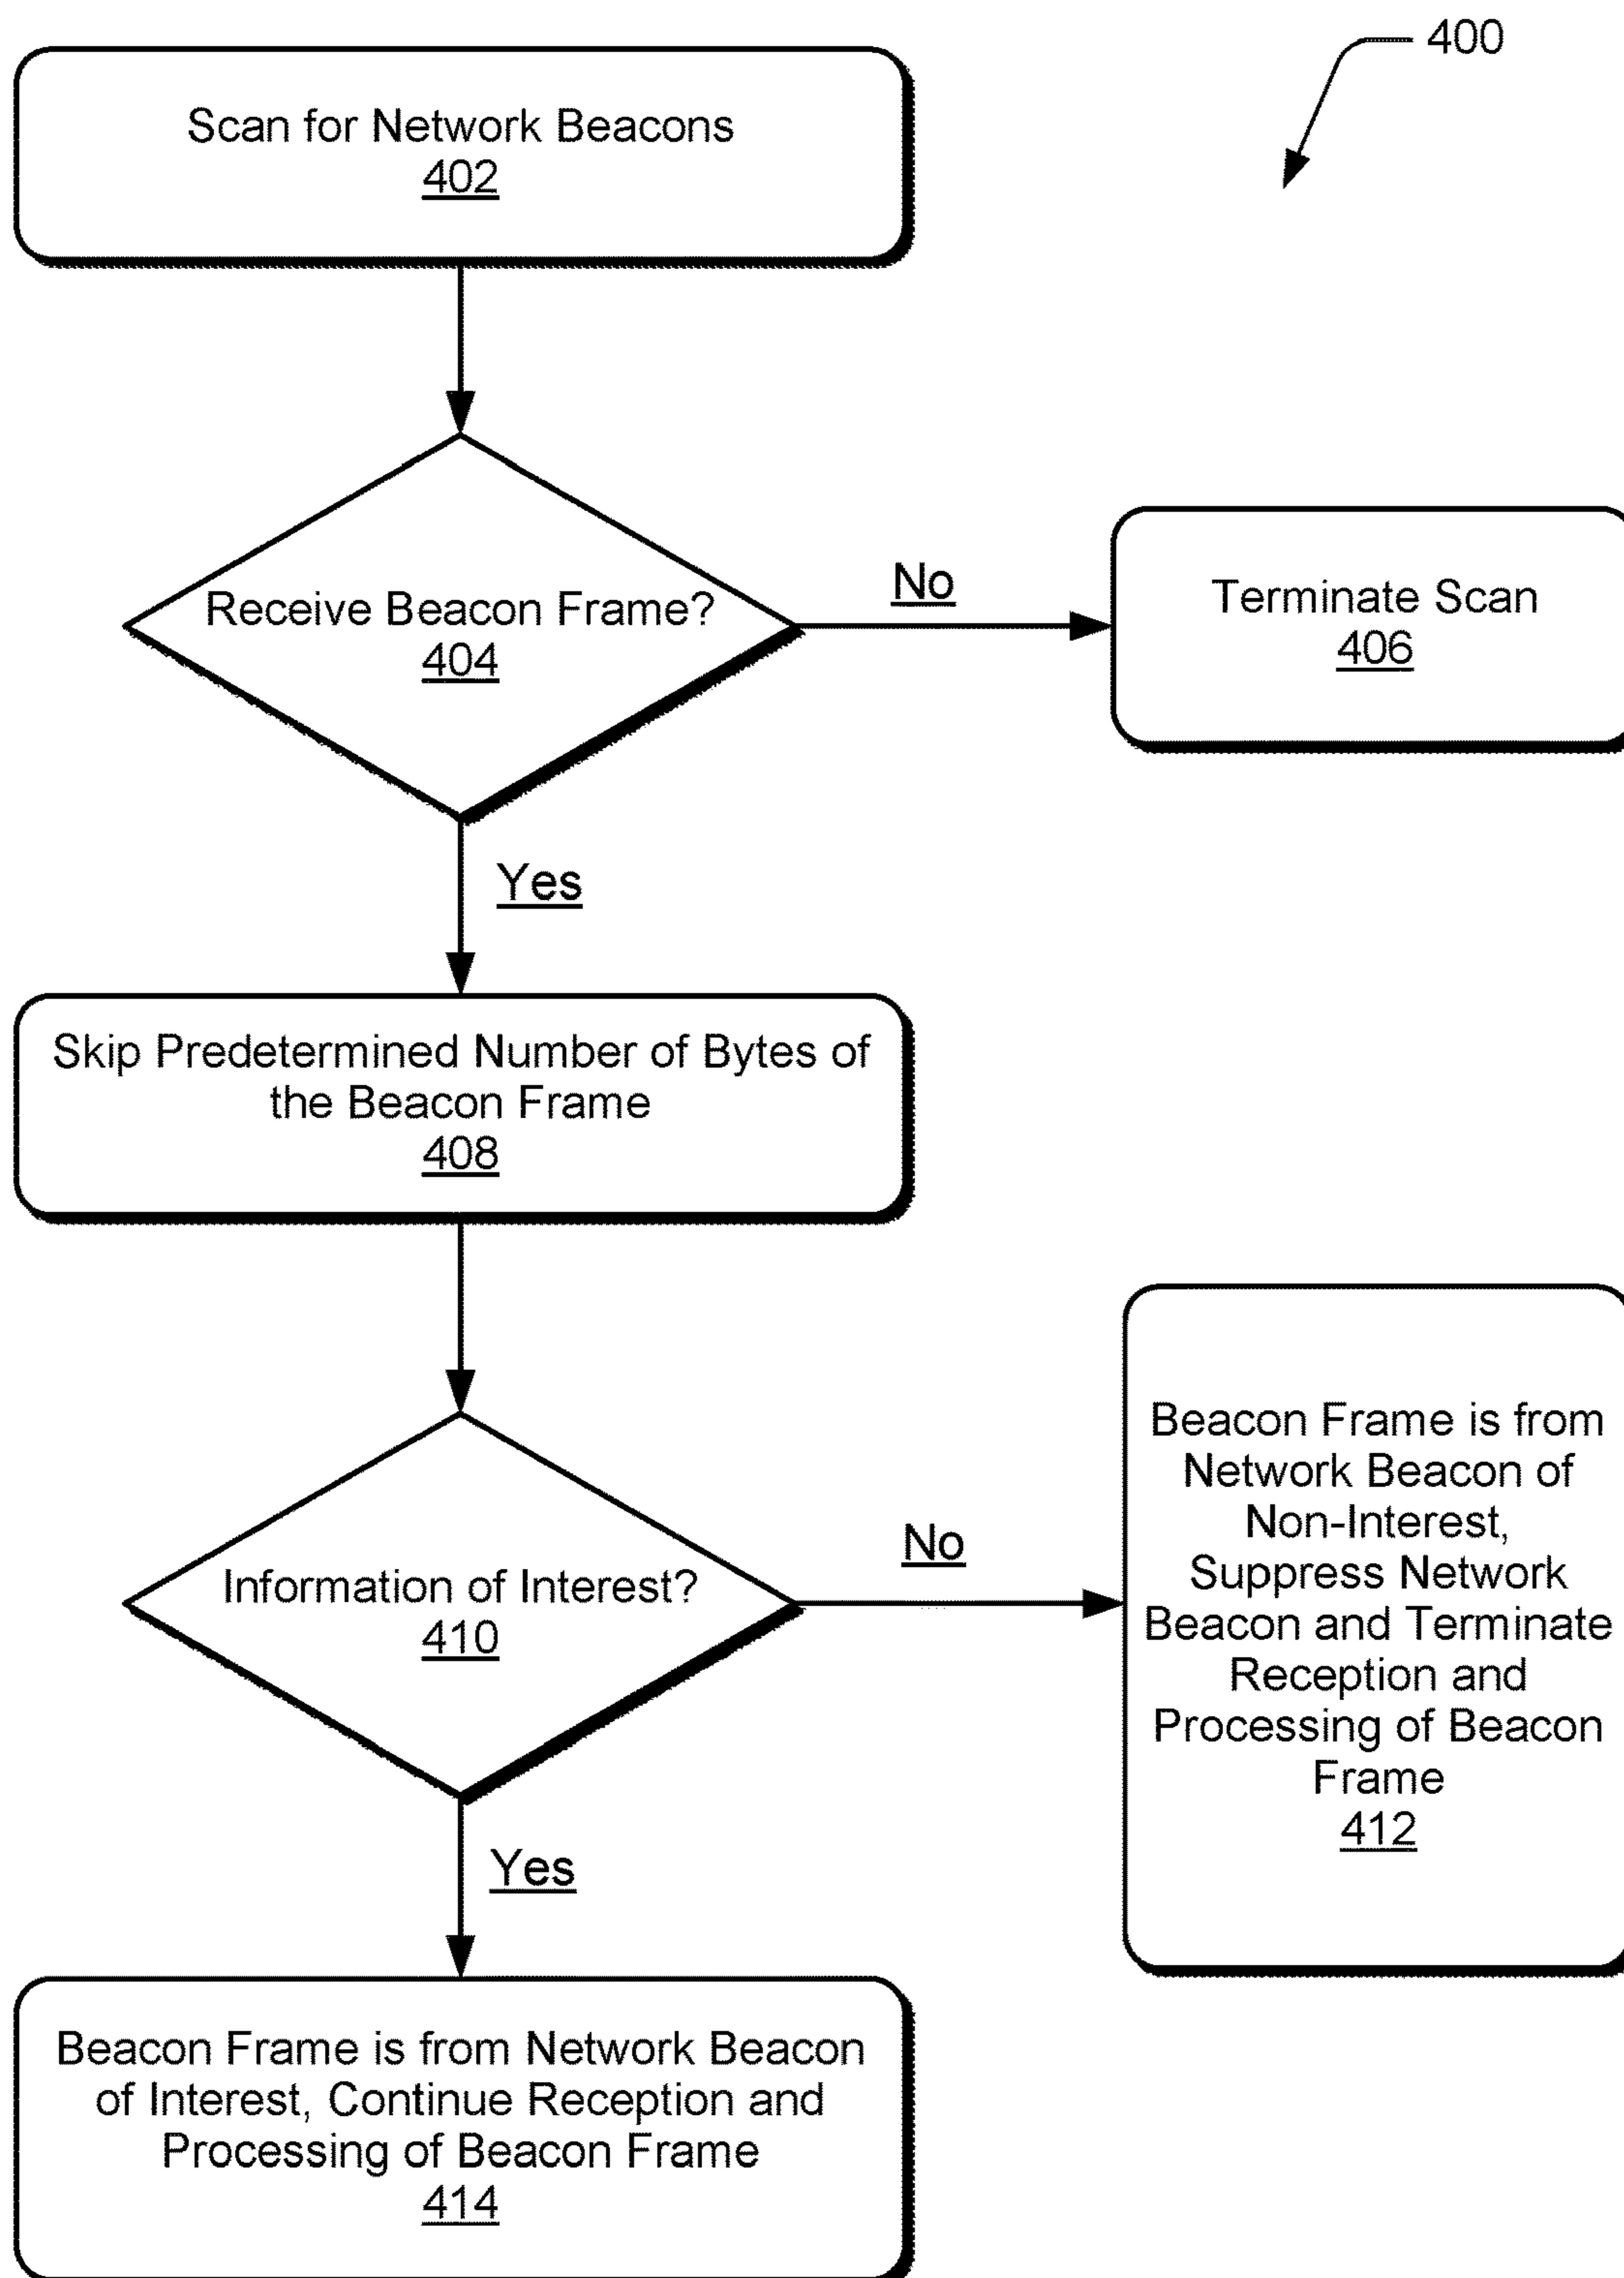 400
Scan for Network Beacons
402
Receive Beacon Frame?
404
No
Terminate Scan
406
Yes
Skip Predetermined Number of Bytes of
the Beacon Frame
408
Information of Interest?
410
No
Beacon Frame is from
Network Beacon of
Non-Interest,
Suppress Network
Beacon and Terminate
Reception and
Processing of Beacon
Frame
412
Yes
Beacon Frame is from Network Beacon
of Interest, Continue Reception and
Processing of Beacon Frame
414